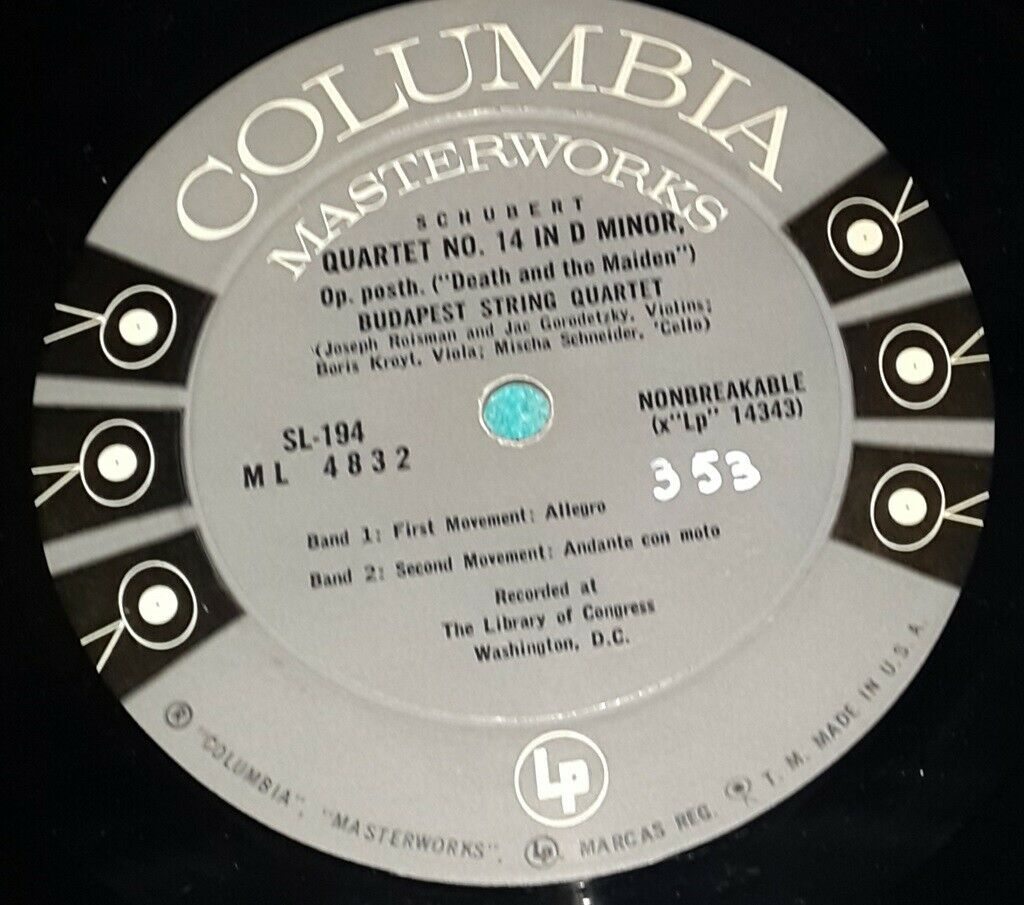 COLUMBIA
MASTERWORKS
SCHUBERT
QUARTET NO. 14 IN D MINOR,
Op. posth. ("Death and the Maiden")
BUDAPEST STRING QUARTET
(Joseph Roisman and Jac Gorodetzky, Violins;
Boris Kroyt, Viola; Mischa Schneider, 'Cello)
NONBREAKABLE
(x"Lp" 14343)
SL-194
ML 4832
353
Band 1: First Movement: Allegro
Band 2: Second Movement: Andante con moto
Recorded at
The Library of Congress
Washington, D.C.
Lp
® "COLUMBIA", "MASTERWORKS", Lp, MARCAS REG. T. M. MADE IN U.S.A.